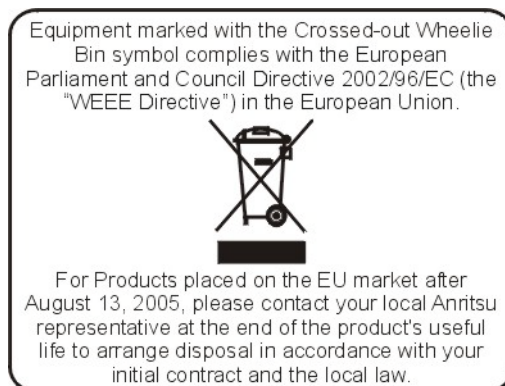 Equipment marked with the Crossed-out Wheelie
Bin symbol complies with the European
Parliament and Council Directive 2002/96/EC (the
“WEEE Directive”) in the European Union.
For Products placed on the EU market after
August 13, 2005, please contact your local Anritsu
representative at the end of the product's useful
life to arrange disposal in accordance with your
initial contract and the local law.